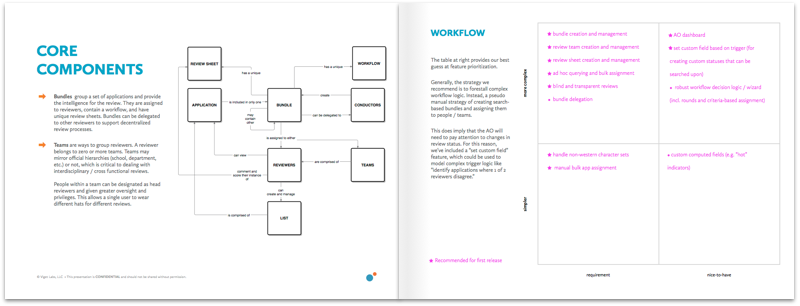 CORE
COMPONENTS
Bundles group a set of applications and provide
the intelligence for the review. They are assigned
to reviewers, contain a workflow, and have
unique review sheets. Bundles can be delegated
to other reviewers to support decentralized
review processes.
Teams are ways to group reviewers. A reviewer
belongs to zero or more teams. Teams may
mirror official hierarchies (school, department,
etc.) or not, which is critical to dealing with
interdisciplinary / cross functional reviews.
People within a team can be designated as head
reviewers and given greater oversight and
privileges. This allows a single user to wear
different hats for different reviews.
REVIEW SHEET
WORKFLOW
has a unique
has a unique
APPLICATION
is included in only one
BUNDLE
create
CONDUCTORS
may
contain
other
can be delegated to
is assigned to either
can view
REVIEWERS
are comprised of
TEAMS
comment and
score their instance
of
can
create and manage
is comprised of
LIST
WORKFLOW
The table at right provides our best
guess at feature prioritization.
Generally, the strategy we
recommend is to forestall complex
workflow logic. Instead, a pseudo
manual strategy of creating search-
based bundles and assigning them
to people / teams.
This does imply that the AO will
need to pay attention to changes in
review status. For this reason,
we've included a "set custom field"
feature, which could be used to
model complex trigger logic like
"identify applications where 1 of 2
reviewers disagree."
★ Recommended for first release
more complex
★ bundle creation and management
★ review team creation and management
★ review sheet creation and management
★ ad hoc querying and bulk assignment
★ blind and transparent reviews
• bundle delegation
★ AO dashboard
★ set custom field based on trigger (for
creating custom statuses that can be
searched upon)
• robust workflow decision logic / wizard
(incl. rounds and criteria-based assignment)
simpler
★ handle non-western character sets
★ manual bulk app assignment
• custom computed fields (e.g. "hot"
indicators)
requirement
nice-to-have